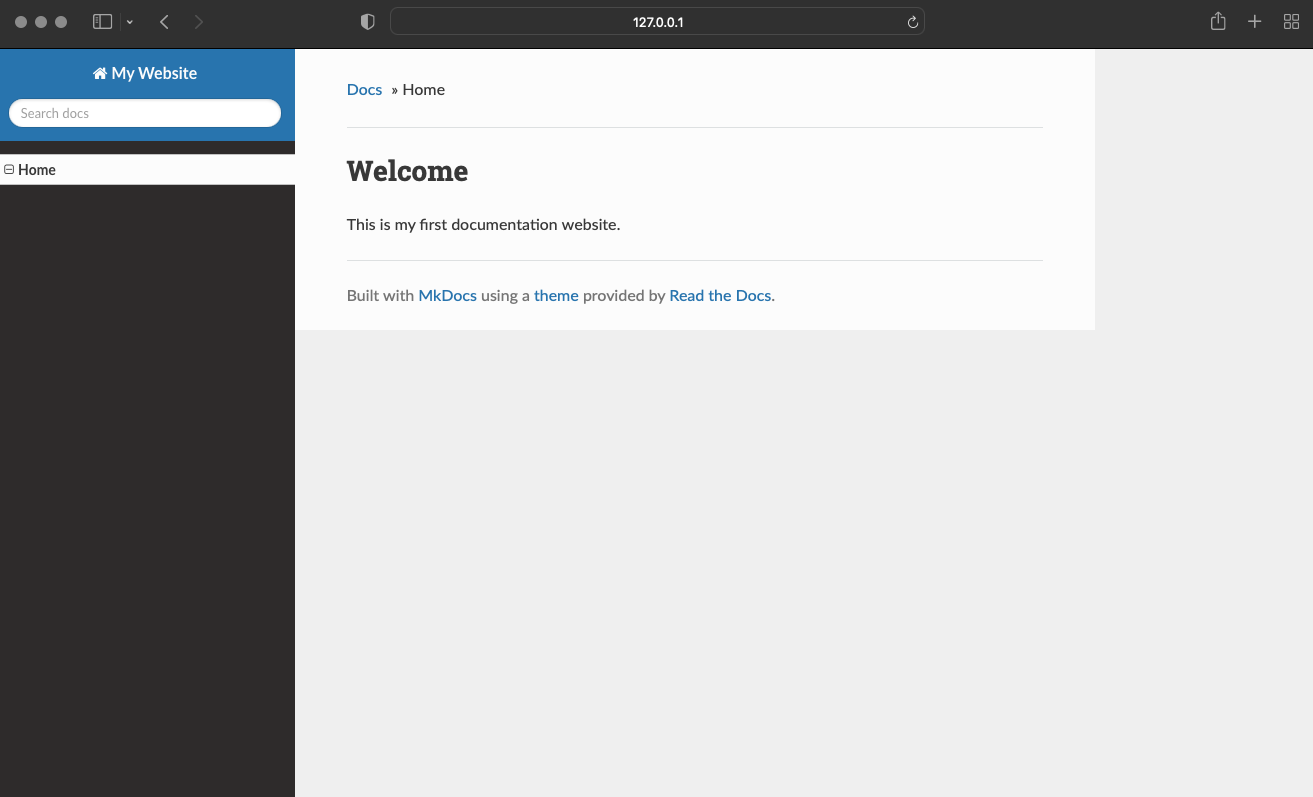 127.0.0.1
My Website
Search docs
Home
Docs » Home
Welcome
This is my first documentation website.
Built with MkDocs using a theme provided by Read the Docs.